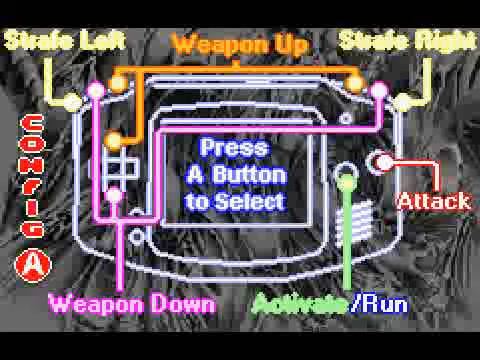 Strafe Left
Weapon Up
Strafe Right
CONFIG
A
Press
A Button
to Select
Attack
Weapon Down
Activate/Run